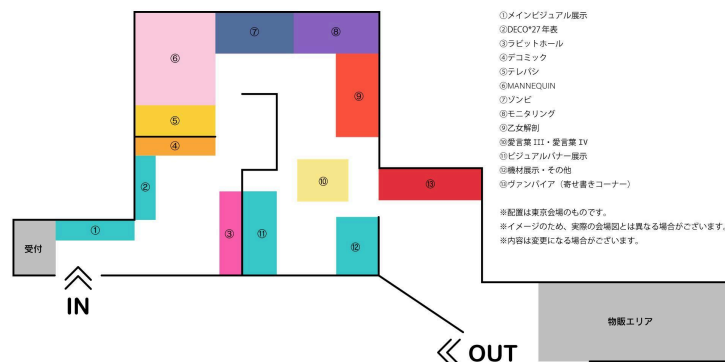 ①メインビジュアル展示
②DECO*27年表
③ラビットホール
④デコミック
⑤テレパシ
⑥MANNEQUIN
⑦ゾンビ
⑧モニタリング
⑨乙女解剖
⑩愛言葉 III・愛言葉 IV
⑪ビジュアルバナー展示
⑫機材展示・その他
⑬ヴァンパイア（寄せ書きコーナー）
※配置は東京会場のものです。
※イメージのため、実際の会場図とは異なる場合がございます。
※内容は変更になる場合がございます。
⑦
⑧
⑥
⑨
⑤
④
②
⑩
⑬
①
③
⑪
⑫
受付
IN
OUT
物販エリア